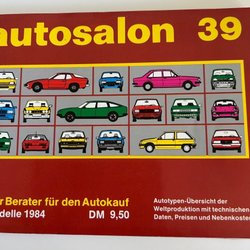 autosalon 39
r Berater für den Autokauf
delle 1984 DM 9,50
Autotypen-Übersicht der
Weltproduktion mit technischen
Daten, Preisen und Nebenkosten